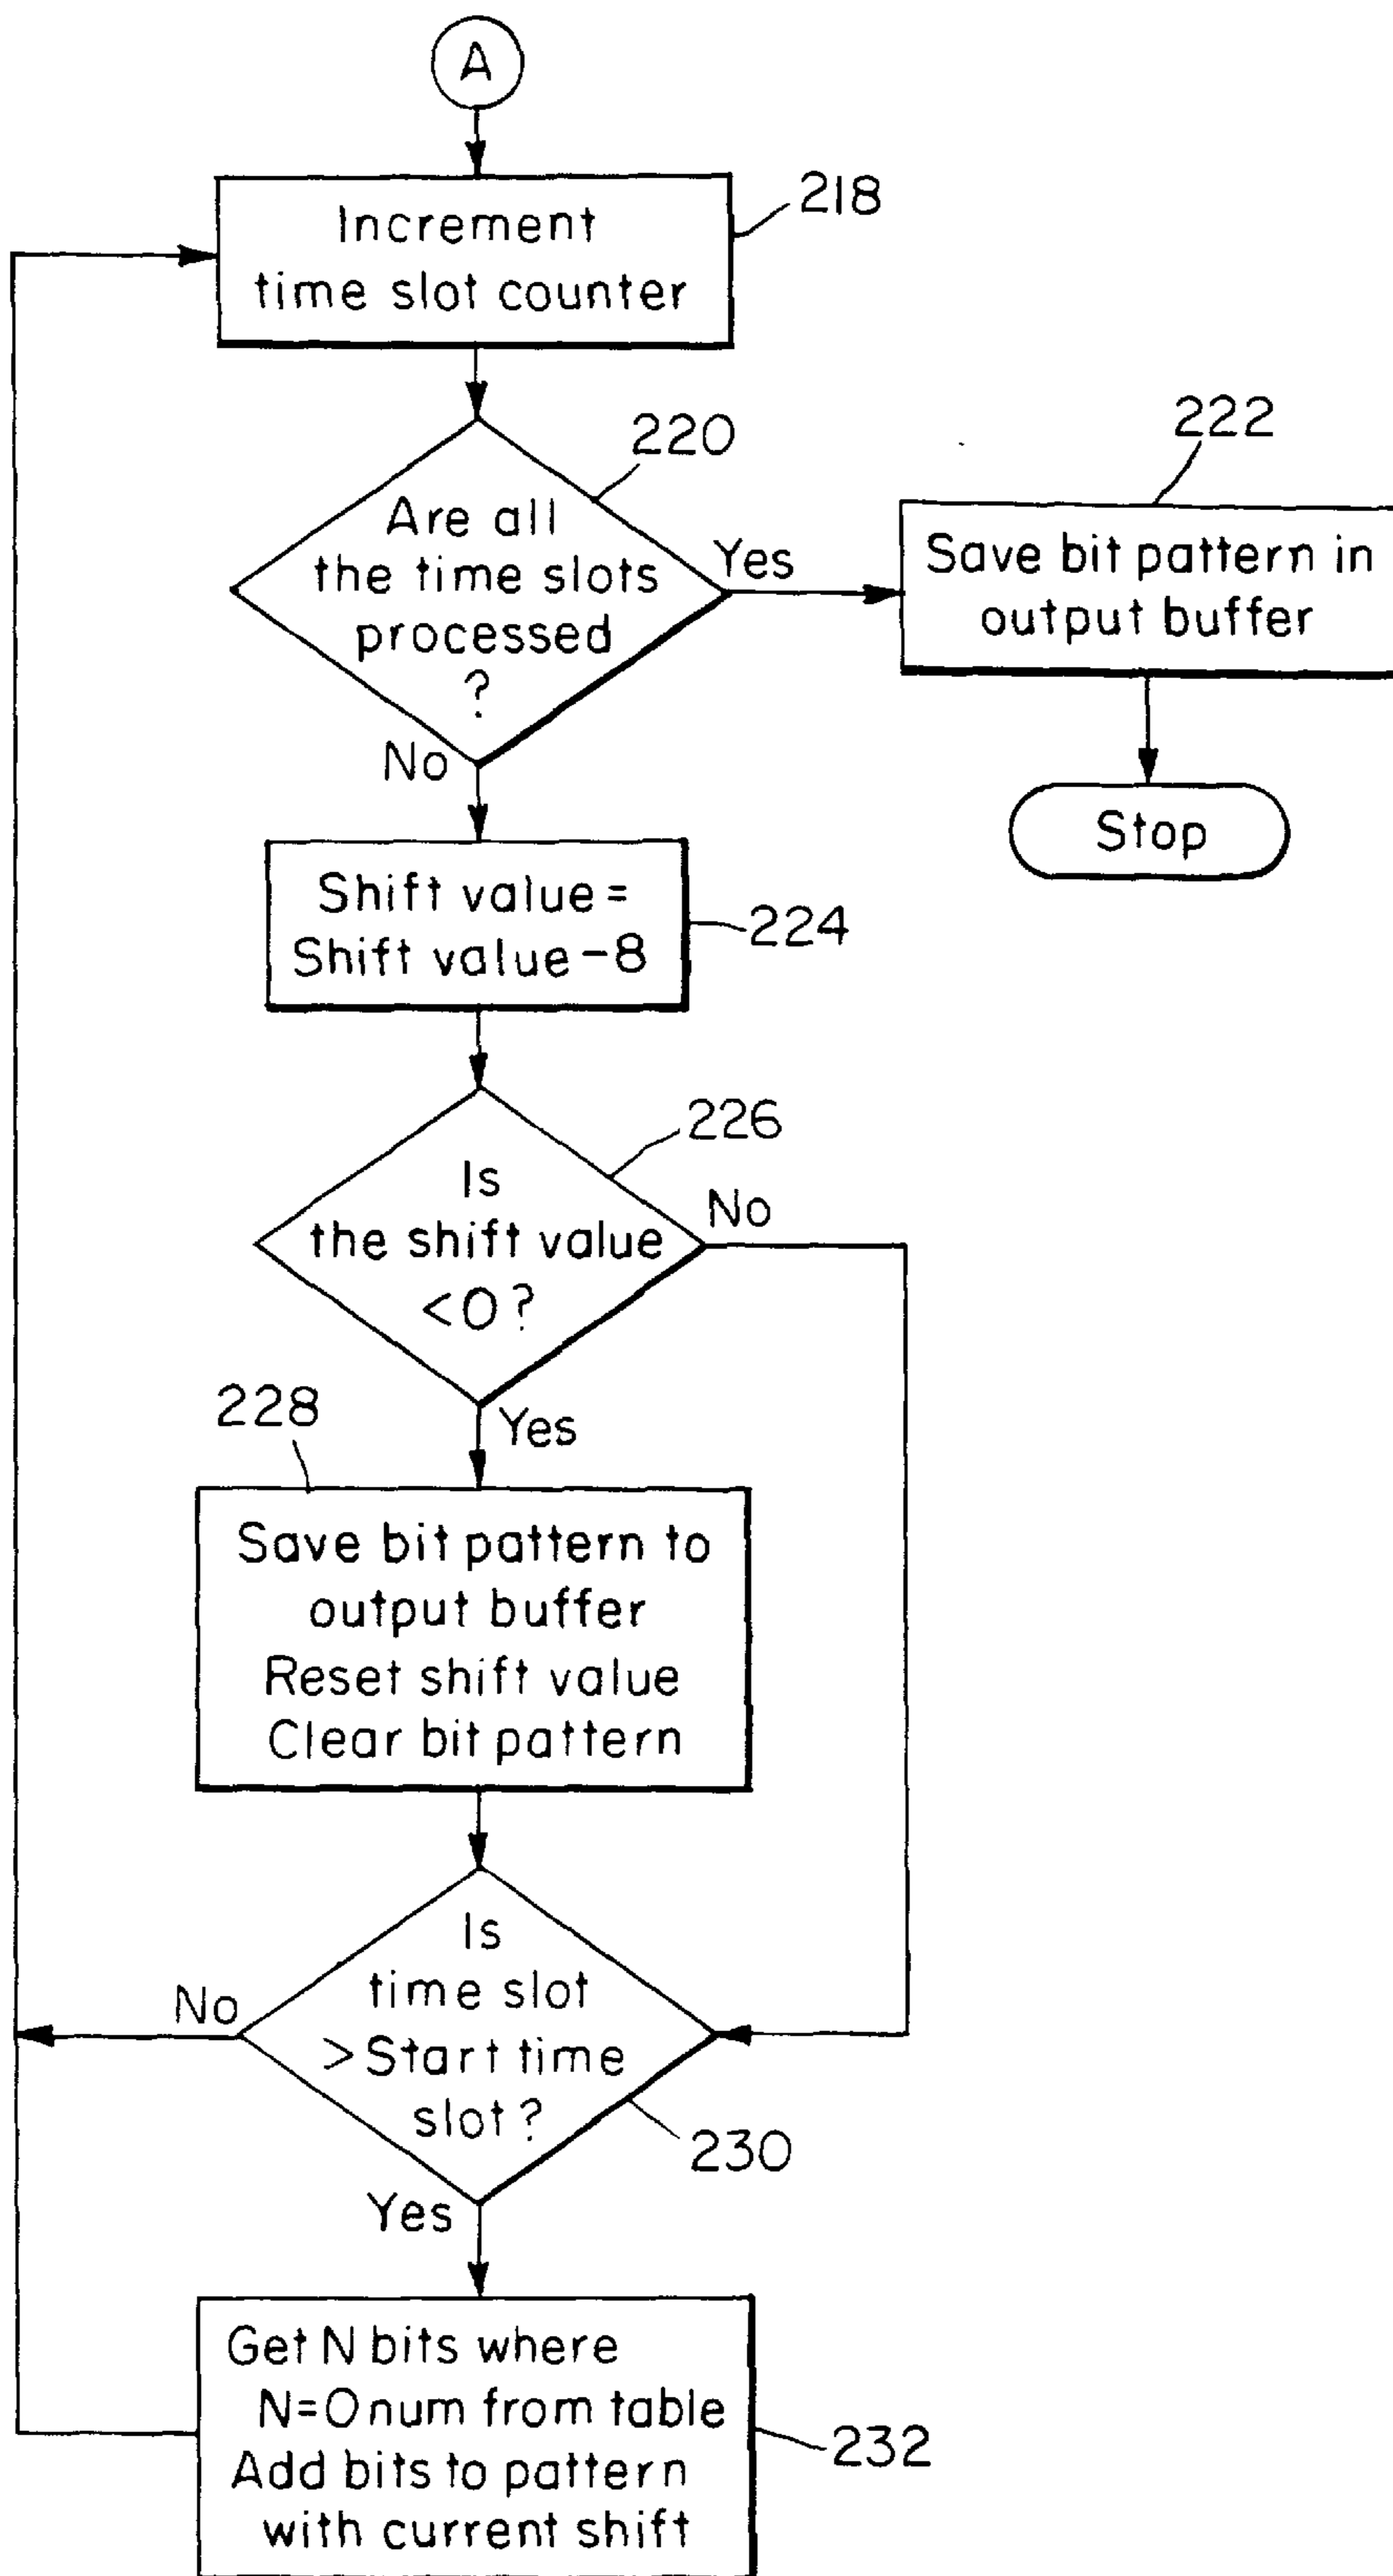 A
Increment
time slot counter
218
Are all
the time slots
processed
?
220
Yes
222
Save bit pattern in
output buffer
Stop
No
Shift value =
Shift value -8
224
Is
the shift value
<0?
226
No
Yes
228
Save bit pattern to
output buffer
Reset shift value
Clear bit pattern
Is
time slot
>Start time
slot?
No
230
Yes
Get N bits where
N=Onum from table
Add bits to pattern
with current shift
232